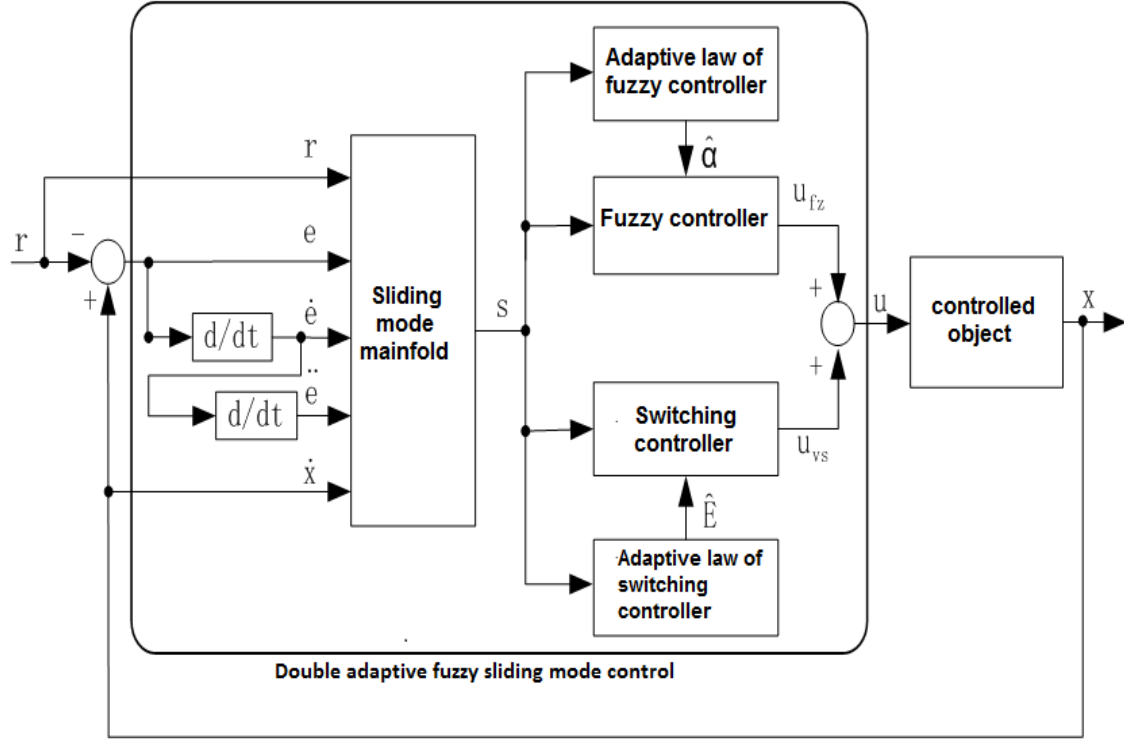 Adaptive law of
fuzzy controller
α̂
r
Fuzzy controller
u_fz
r
−
e
+
Sliding
mode
mainfold
s
+
u
controlled
object
x
d/dt
ė
+
d/dt
ë
Switching
controller
u_vs
ẋ
Ê
Adaptive law of
switching
controller
Double adaptive fuzzy sliding mode control